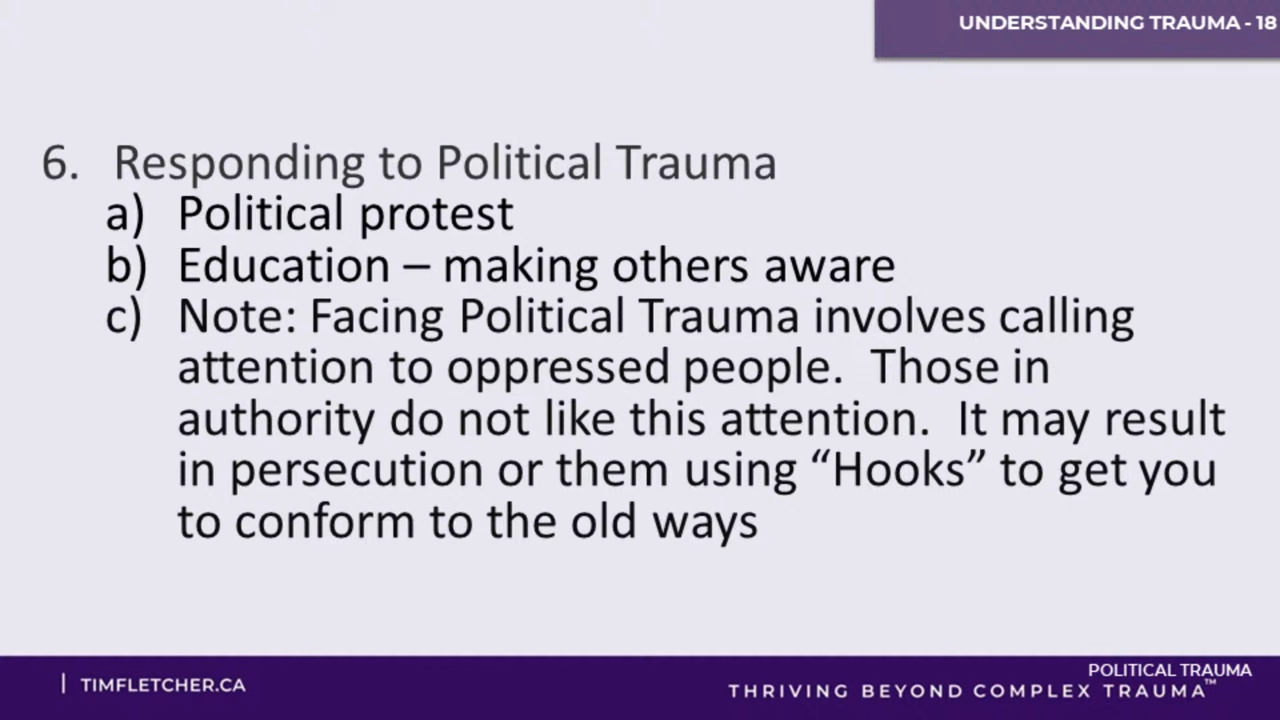 UNDERSTANDING TRAUMA - 18
6. Responding to Political Trauma
a) Political protest
b) Education – making others aware
c) Note: Facing Political Trauma involves calling
attention to oppressed people.  Those in
authority do not like this attention.  It may result
in persecution or them using “Hooks” to get you
to conform to the old ways
| TIMFLETCHER.CA
POLITICAL TRAUMA
THRIVING BEYOND COMPLEX TRAUMA™